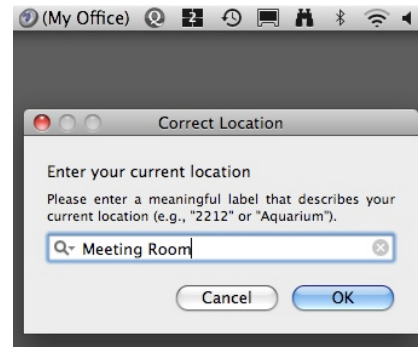 (My Office)
2
Correct Location
Enter your current location
Please enter a meaningful label that describes your
current location (e.g., "2212" or "Aquarium").
Meeting Room
Cancel
OK